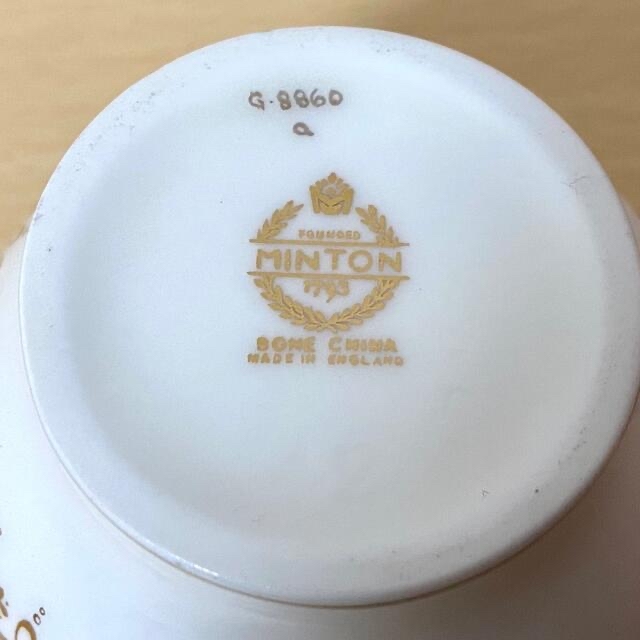 G.8860
a
M
FOUNDED
MINTON
1793
BONE CHINA
MADE IN ENGLAND